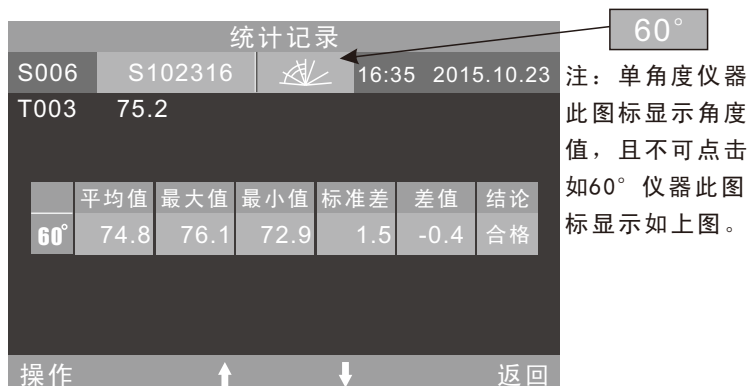 统计记录
S006 S102316 16:35 2015.10.23
T003 75.2
平均值 最大值 最小值 标准差 差值 结论
60° 74.8 76.1 72.9 1.5 -0.4 合格
操作 返回
60°
注：单角度仪器
此图标显示角度
值，且不可点击
如60°仪器此图
标显示如上图。